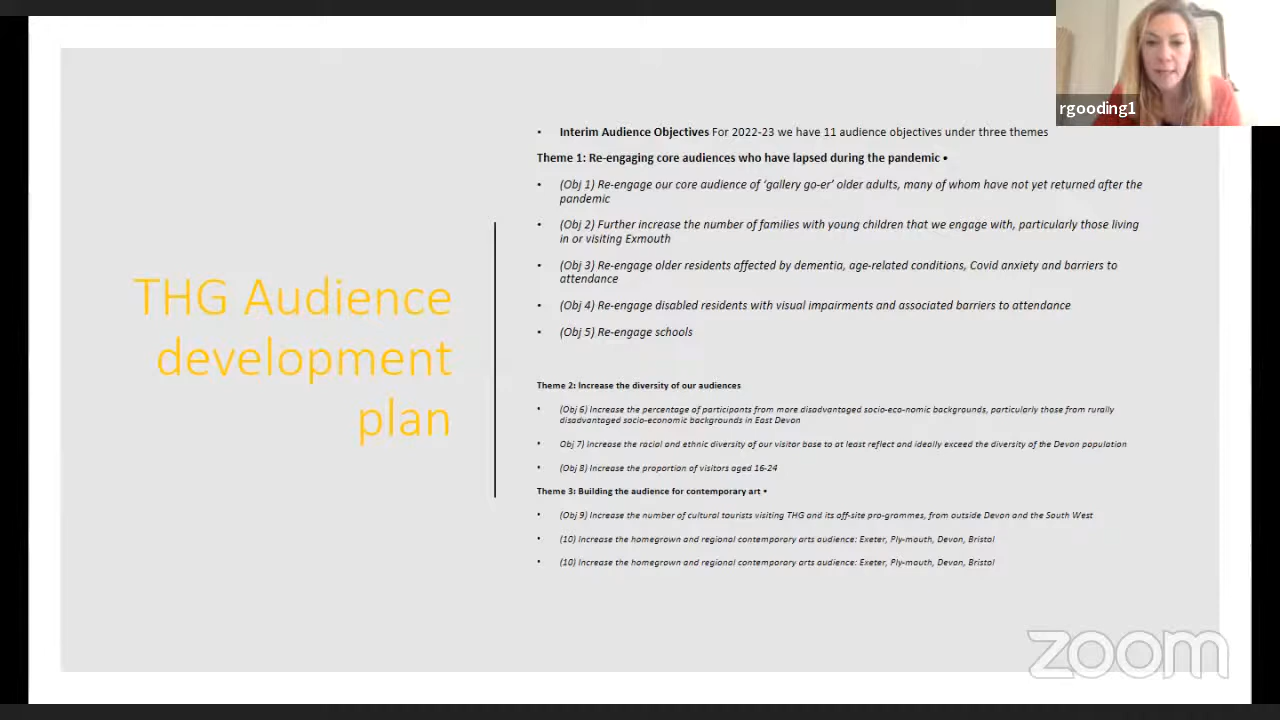 rgooding1
THG Audience
development
plan
• Interim Audience Objectives For 2022-23 we have 11 audience objectives under three themes
Theme 1: Re-engaging core audiences who have lapsed during the pandemic •
• (Obj 1) Re-engage our core audience of ‘gallery go-er’ older adults, many of whom have not yet returned after the
pandemic
• (Obj 2) Further increase the number of families with young children that we engage with, particularly those living
in or visiting Exmouth
• (Obj 3) Re-engage older residents affected by dementia, age-related conditions, Covid anxiety and barriers to
attendance
• (Obj 4) Re-engage disabled residents with visual impairments and associated barriers to attendance
• (Obj 5) Re-engage schools
Theme 2: Increase the diversity of our audiences
• (Obj 6) Increase the percentage of participants from more disadvantaged socio-eco-nomic backgrounds, particularly those from rurally
disadvantaged socio-economic backgrounds in East Devon
• Obj 7) Increase the racial and ethnic diversity of our visitor base to at least reflect and ideally exceed the diversity of the Devon population
• (Obj 8) Increase the proportion of visitors aged 16-24
Theme 3: Building the audience for contemporary art •
• (Obj 9) Increase the number of cultural tourists visiting THG and its off-site pro-grammes, from outside Devon and the South West
• (10) Increase the homegrown and regional contemporary arts audience: Exeter, Ply-mouth, Devon, Bristol
• (10) Increase the homegrown and regional contemporary arts audience: Exeter, Ply-mouth, Devon, Bristol
zoom